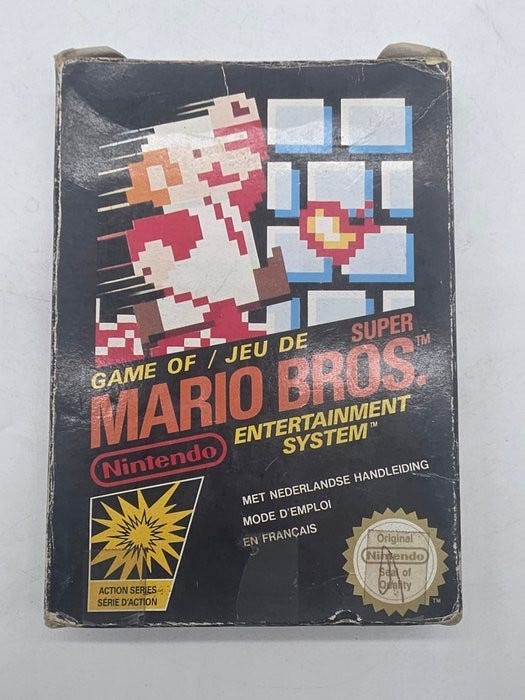 GAME OF / JEU DE
SUPER
MARIO BROS.™
Nintendo
ENTERTAINMENT
SYSTEM™
MET NEDERLANDSE HANDLEIDING
MODE D'EMPLOI
EN FRANÇAIS
ACTION SERIES
SÉRIE D'ACTION
Original
Nintendo
Seal of
Quality
TM